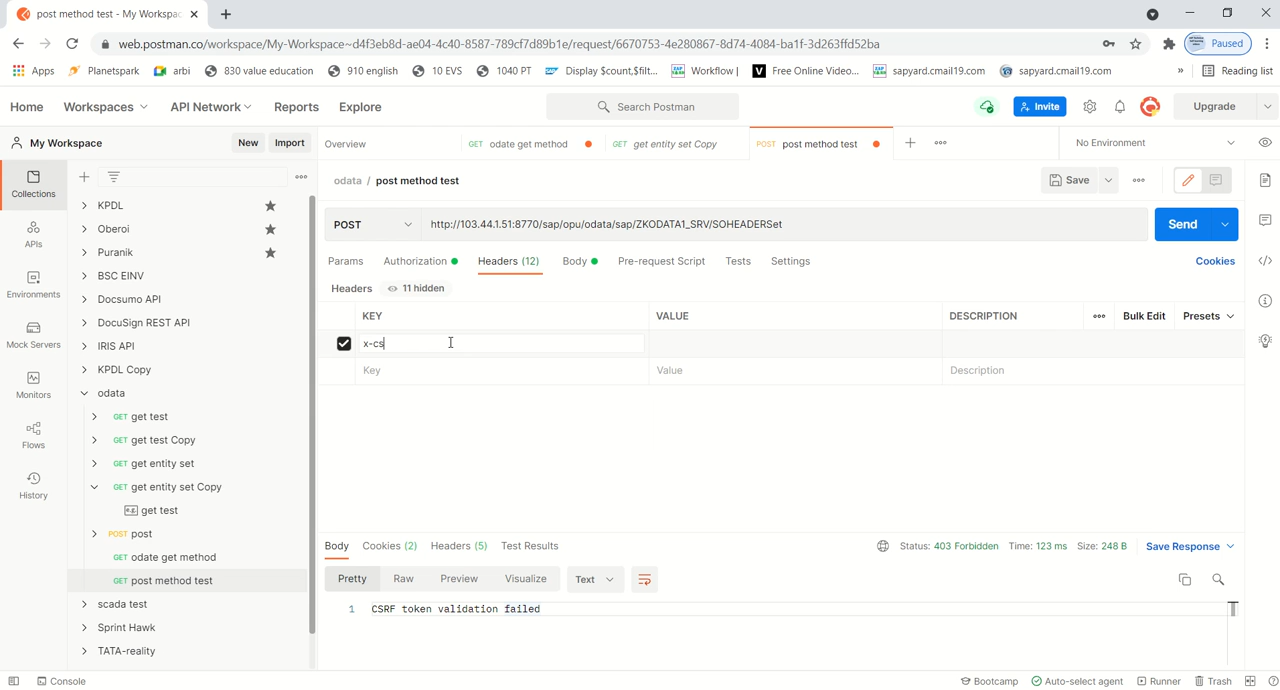 post method test - My Workspac
Paused
web.postman.co/workspace/My-Workspace~d4f3eb8d-ae04-4c40-8587-789cf7d89b1e/request/6670753-4e280867-8d74-4084-ba1f-3d263ffd52ba
Apps Planetspark arbi 830 value education 910 english 10 EVS 1040 PT Display $count,$filt... Workflow | Free Online Video... sapyard.cmail19.com sapyard.cmail19.com » Reading list
Home Workspaces API Network Reports Explore Search Postman Invite Upgrade
My Workspace New Import Overview GET odate get method GET get entity set Copy POST post method test No Environment
Collections
APIs
Environments
Mock Servers
Monitors
Flows
History
KPDL
Oberoi
Puranik
BSC EINV
Docsumo API
DocuSign REST API
IRIS API
KPDL Copy
odata
GET get test
GET get test Copy
GET get entity set
GET get entity set Copy
e.g. get test
POST post
GET odate get method
GET post method test
scada test
Sprint Hawk
TATA-reality
odata / post method test Save
POST http://103.44.1.51:8770/sap/opu/odata/sap/ZKODATA1_SRV/SOHEADERSet Send
Params Authorization Headers (12) Body Pre-request Script Tests Settings Cookies
Headers 11 hidden
KEY VALUE DESCRIPTION Bulk Edit Presets
x-cs
Key Value Description
Body Cookies (2) Headers (5) Test Results Status: 403 Forbidden Time: 123 ms Size: 248 B Save Response
Pretty Raw Preview Visualize Text
1 CSRF token validation failed
Console Bootcamp Auto-select agent Runner Trash